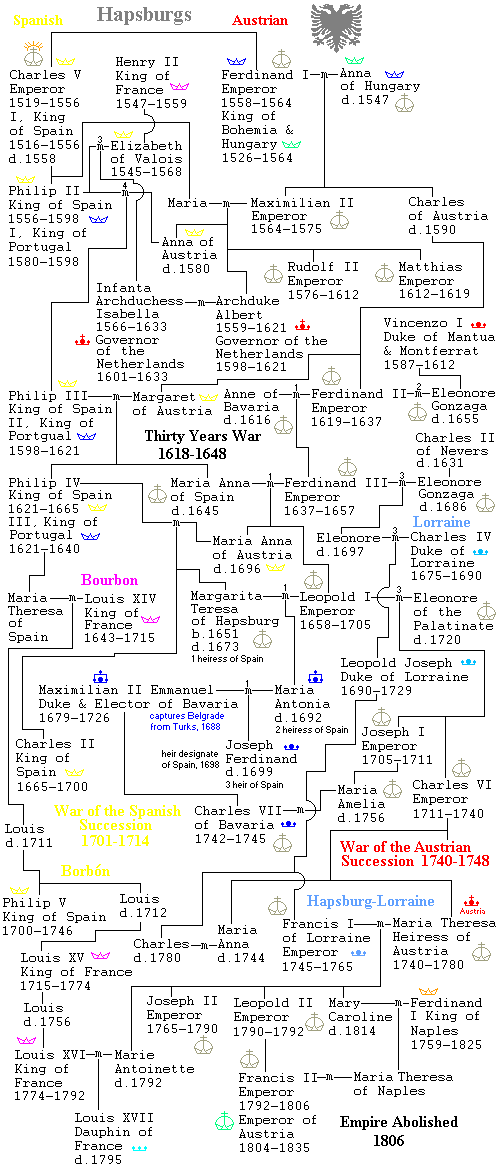 Spanish
Hapsburgs
Austrian
Charles V
Emperor
1519-1556
I, King
of Spain
1516-1556
d.1558
Henry II
King of
France
1547-1559
Ferdinand I
Emperor
1558-1564
King of
Bohemia &
Hungary
1526-1564
m
Anna
of Hungary
d.1547
3
m
Elizabeth
of Valois
1545-1568
Philip II
King of Spain
1556-1598
I, King of
Portugal
1580-1598
4
m
Maria
m
Maximilian II
Emperor
1564-1575
Charles
of Austria
d.1590
Anna of
Austria
d.1580
Rudolf II
Emperor
1576-1612
Matthias
Emperor
1612-1619
Infanta
Archduchess
Isabella
1566-1633
Governor
of the
Netherlands
1601-1633
m
Archduke
Albert
1559-1621
Governor of the
Netherlands
1598-1621
Vincenzo I
Duke of Mantua
& Montferrat
1587-1612
Philip III
King of Spain
II, King of
Portgual
1598-1621
m
Margaret
of Austria
Anne of
Bavaria
d.1616
1
m
Ferdinand II
Emperor
1619-1637
2
m
Eleonore
Gonzaga
d.1655
Thirty Years War
1618-1648
Charles II
of Nevers
d.1631
Philip IV
King of Spain
1621-1665
III, King of
Portugal
1621-1640
Maria Anna
of Spain
d.1645
1
m
Ferdinand III
Emperor
1637-1657
3
m
Eleonore
Gonzaga
d.1686
m
Maria Anna
of Austria
d.1696
Lorraine
Eleonore
d.1697
3
m
Charles IV
Duke of
Lorraine
1675-1690
Bourbon
Maria
Theresa
of Spain
m
Louis XIV
King of
France
1643-1715
Margarita
Teresa
of Hapsburg
b.1651
d.1673
1 heiress of Spain
1
m
Leopold I
Emperor
1658-1705
3
m
Eleonore
of the
Palatinate
d.1720
Leopold Joseph
Duke of Lorraine
1690-1729
Maximilian II Emmanuel
Duke & Elector of Bavaria
1679-1726
captures Belgrade
from Turks, 1688
1
m
Maria
Antonia
d.1692
2 heiress of Spain
Charles II
King of
Spain
1665-1700
heir designate
of Spain, 1698
Joseph
Ferdinand
d.1699
3 heir of Spain
Joseph I
Emperor
1705-1711
Charles VI
Emperor
1711-1740
War of the Spanish
Succession
1701-1714
Charles VII
of Bavaria
1742-1745
m
Maria
Amelia
d.1756
Louis
d.1711
War of the Austrian
Succession 1740-1748
Borbón
Philip V
King of Spain
1700-1746
Louis
d.1712
Hapsburg-Lorraine
Austria
Charles
d.1780
m
Maria
Anna
d.1744
Francis I
of Lorraine
Emperor
1745-1765
m
Maria Theresa
Heiress of
Austria
1740-1780
Louis XV
King of France
1715-1774
Louis
d.1756
Joseph II
Emperor
1765-1790
Leopold II
Emperor
1790-1792
Mary
Caroline
d.1814
m
Ferdinand
I King of
Naples
1759-1825
Louis XVI
King of
France
1774-1792
m
Marie
Antoinette
d.1792
Francis II
Emperor
1792-1806
Emperor of
Austria
1804-1835
m
Maria Theresa
of Naples
Louis XVII
Dauphin of
France
d.1795
Empire Abolished
1806